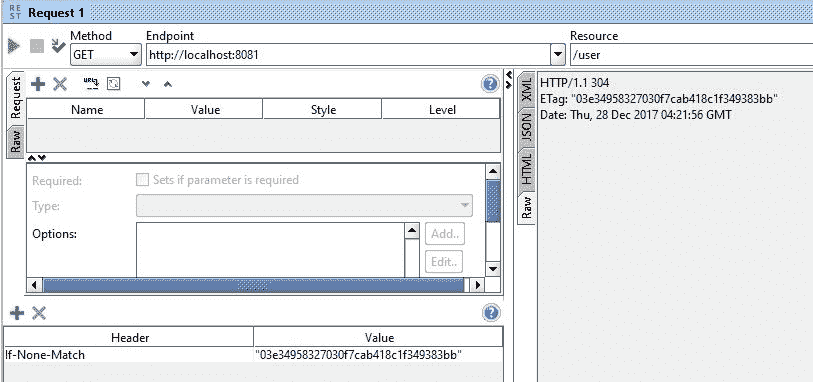 RE ST Request 1
Method Endpoint Resource
GET http://localhost:8081 /user
Request
Raw
Name Value Style Level
Required: Sets if parameter is required
Type:
Options:
Add..
Edit..
Header Value
If-None-Match "03e34958327030f7cab418c1f349383bb"
XML
JSON
HTML
Raw
HTTP/1.1 304
ETag: "03e34958327030f7cab418c1f349383bb"
Date: Thu, 28 Dec 2017 04:21:56 GMT